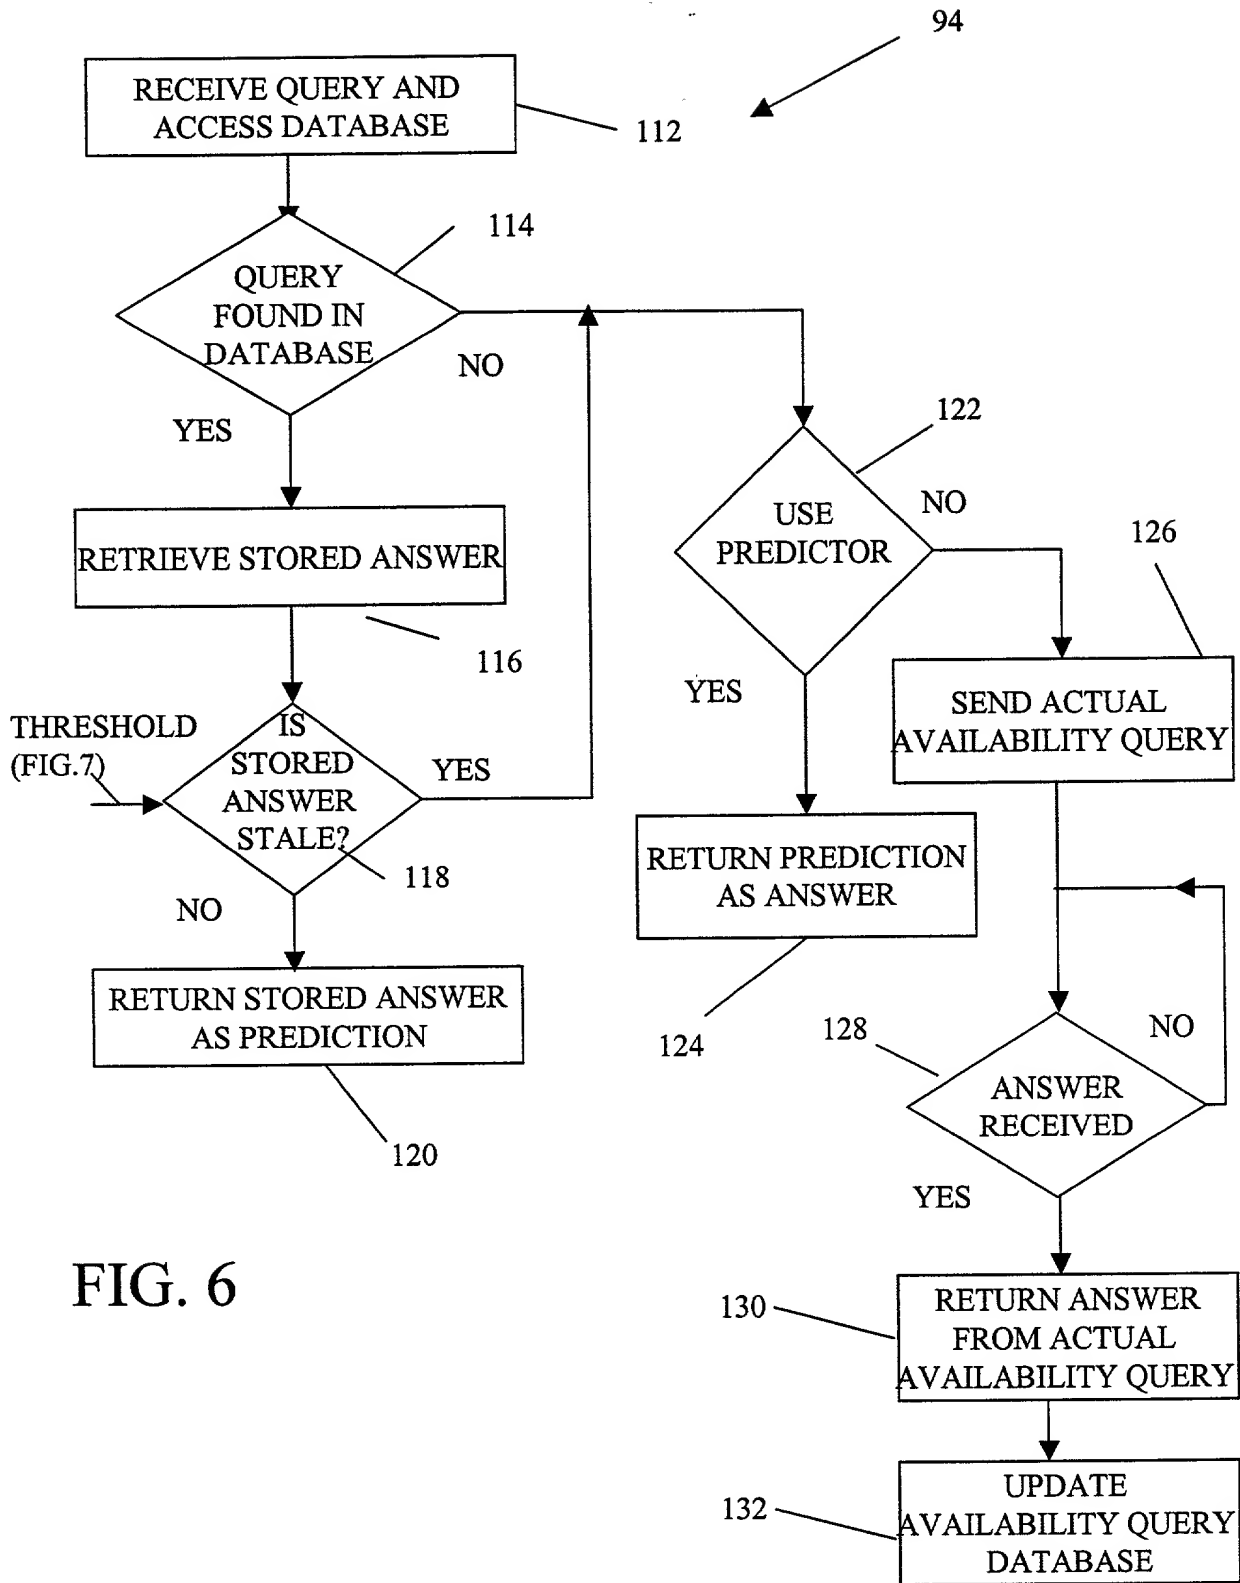 94
RECEIVE QUERY AND
ACCESS DATABASE
112
114
QUERY
FOUND IN
DATABASE
NO
YES
RETRIEVE STORED ANSWER
116
THRESHOLD
(FIG.7)
IS
STORED
ANSWER
STALE?
YES
118
NO
RETURN STORED ANSWER
AS PREDICTION
120
122
USE
PREDICTOR
NO
YES
126
SEND ACTUAL
AVAILABILITY QUERY
RETURN PREDICTION
AS ANSWER
124
128
NO
ANSWER
RECEIVED
YES
130
RETURN ANSWER
FROM ACTUAL
AVAILABILITY QUERY
132
UPDATE
AVAILABILITY QUERY
DATABASE
FIG. 6